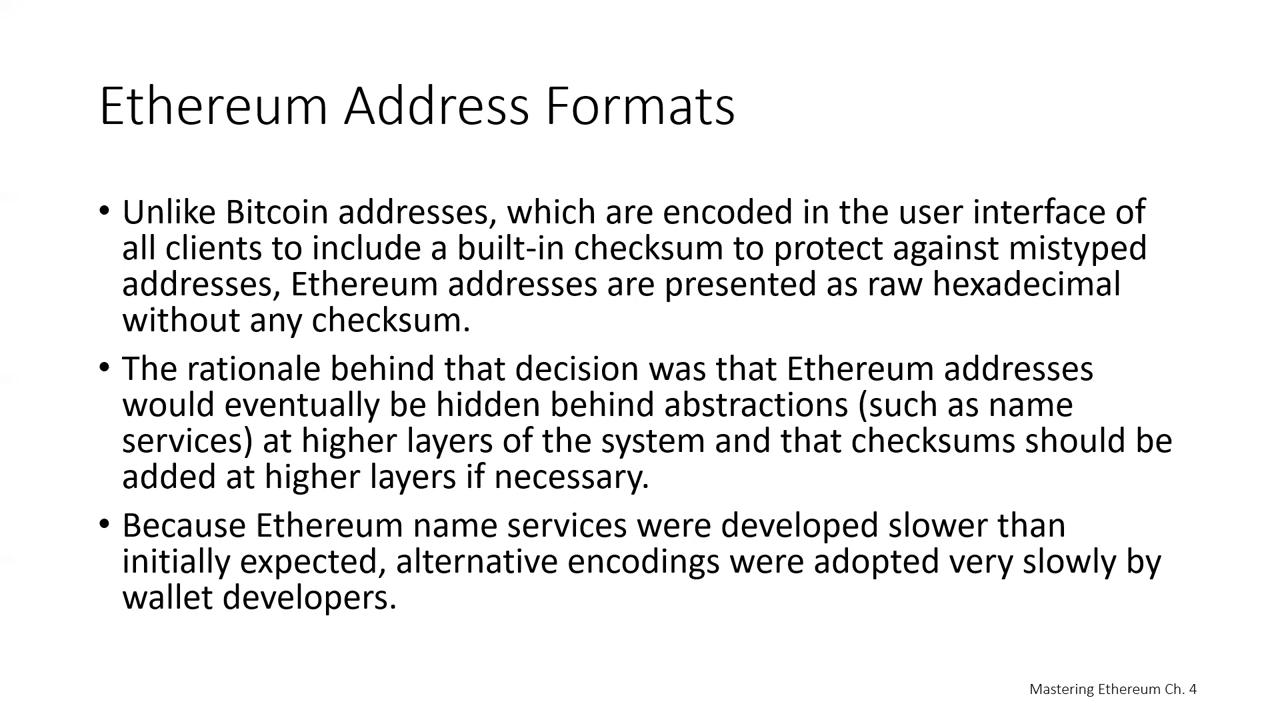 Ethereum Address Formats
• Unlike Bitcoin addresses, which are encoded in the user interface of
all clients to include a built-in checksum to protect against mistyped
addresses, Ethereum addresses are presented as raw hexadecimal
without any checksum.
• The rationale behind that decision was that Ethereum addresses
would eventually be hidden behind abstractions (such as name
services) at higher layers of the system and that checksums should be
added at higher layers if necessary.
• Because Ethereum name services were developed slower than
initially expected, alternative encodings were adopted very slowly by
wallet developers.
Mastering Ethereum Ch. 4